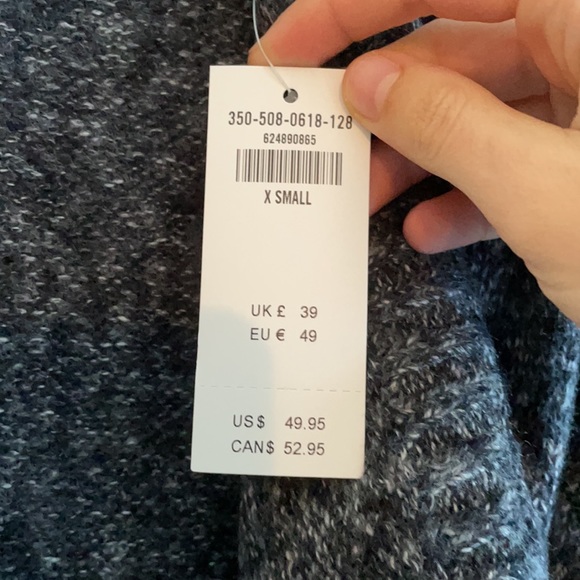 350-508-0618-128
624890865
X SMALL
UK £ 39
EU € 49
US $ 49.95
CAN $ 52.95